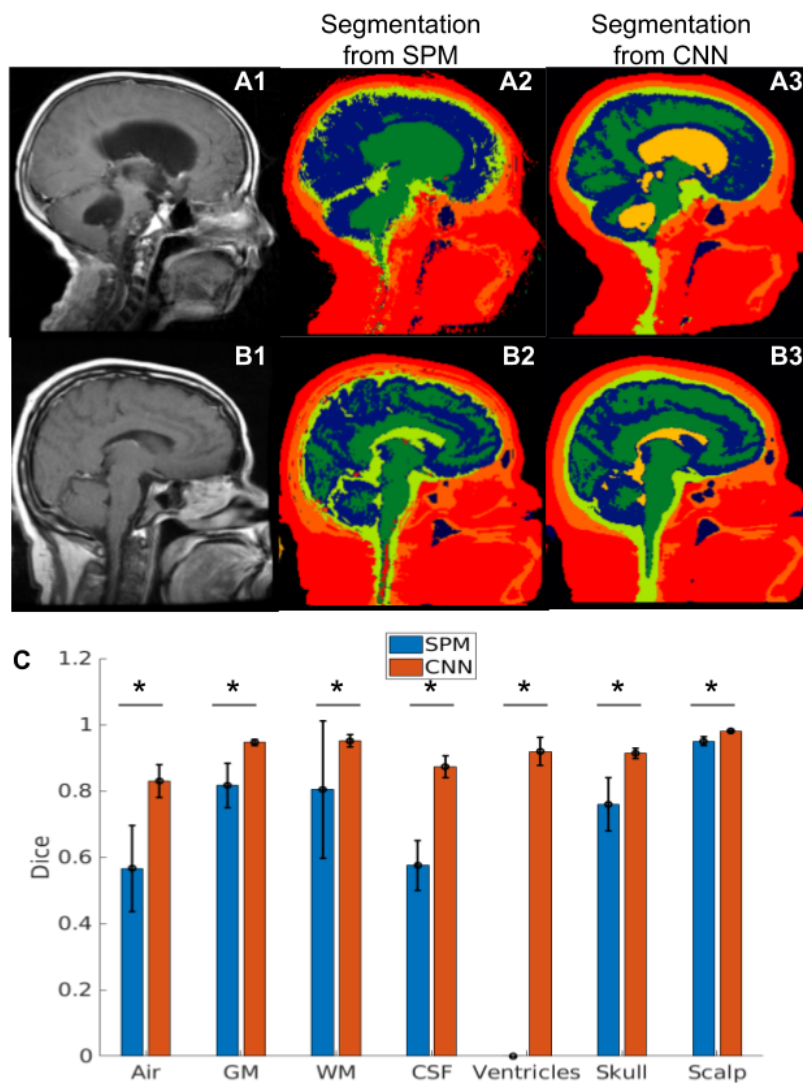 Segmentation
from SPM
Segmentation
from CNN
A1
A2
A3
B1
B2
B3
C
SPM
CNN
1.2
1
0.8
0.6
0.4
0.2
0
Dice
* * * * * * *
Air GM WM CSF Ventricles Skull Scalp